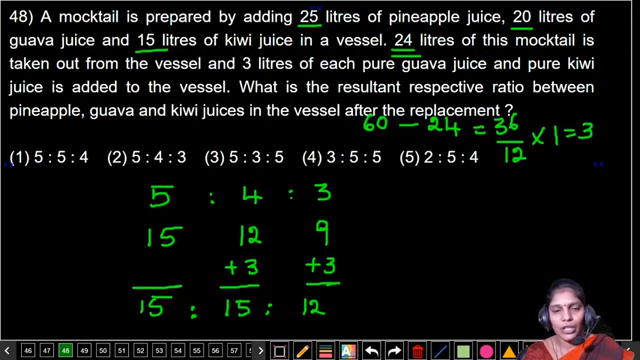 48) A mocktail is prepared by adding 25 litres of pineapple juice, 20 litres of
guava juice and 15 litres of kiwi juice in a vessel. 24 litres of this mocktail is
taken out from the vessel and 3 litres of each pure guava juice and pure kiwi
juice is added to the vessel. What is the resultant respective ratio between
pineapple, guava and kiwi juices in the vessel after the replacement ?
60 - 24 = 36
12 × 1 = 3
(1) 5 : 5 : 4 (2) 5 : 4 : 3 (3) 5 : 3 : 5 (4) 3 : 5 : 5 (5) 2 : 5 : 4
5 : 4 : 3
15 12 9
+3 +3
15 : 15 : 12
46 47 48 49 50 51 52 53 54 55 56 57 5